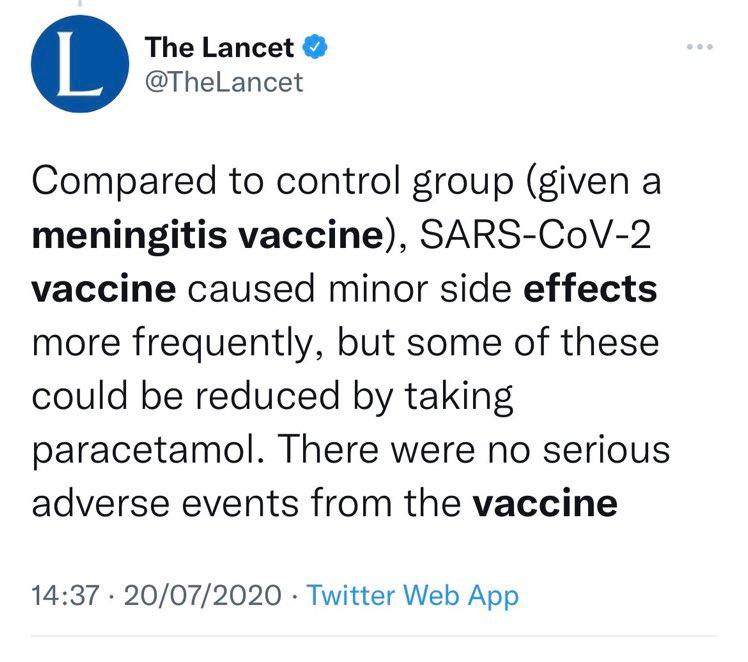 The Lancet
@TheLancet
Compared to control group (given a
meningitis vaccine), SARS-CoV-2
vaccine caused minor side effects
more frequently, but some of these
could be reduced by taking
paracetamol. There were no serious
adverse events from the vaccine
14:37 · 20/07/2020 · Twitter Web App